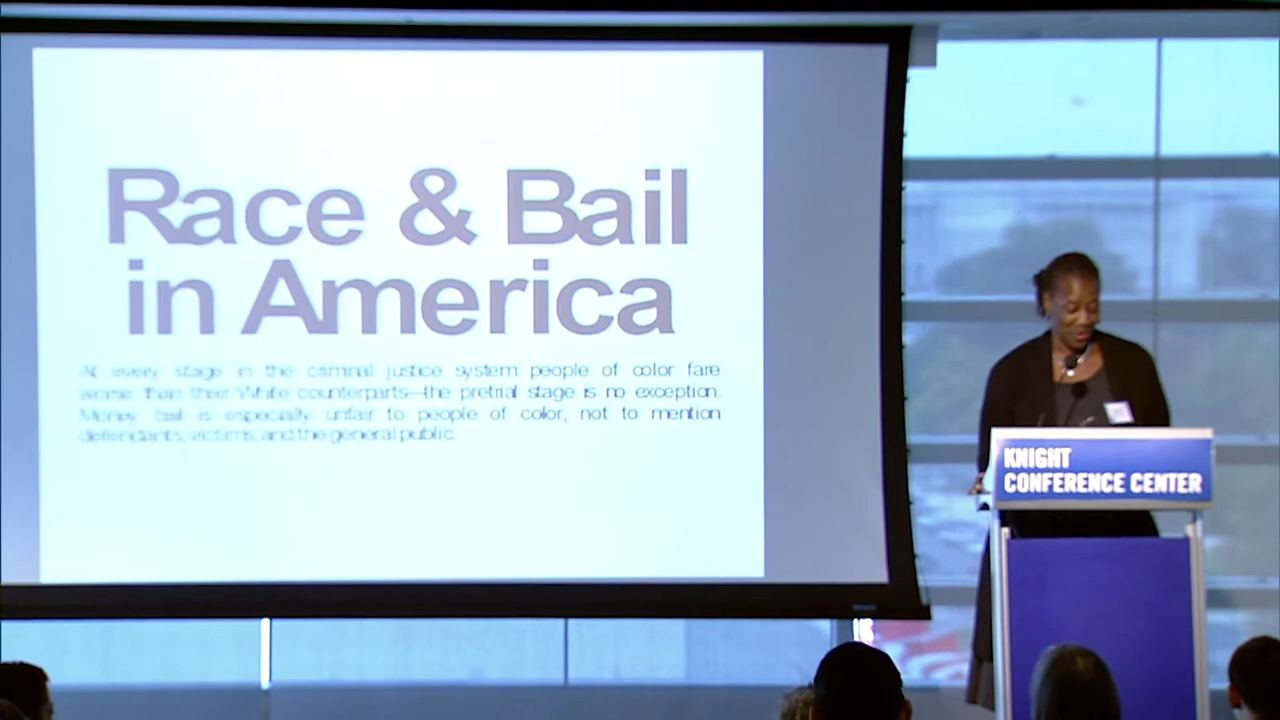 Race & Bail
in America
At every stage in the criminal justice system people of color fare
worse than their White counterparts—the pretrial stage is no exception.
Money bail is especially unfair to people of color, not to mention
defendants, victims, and the general public.
KNIGHT
CONFERENCE CENTER